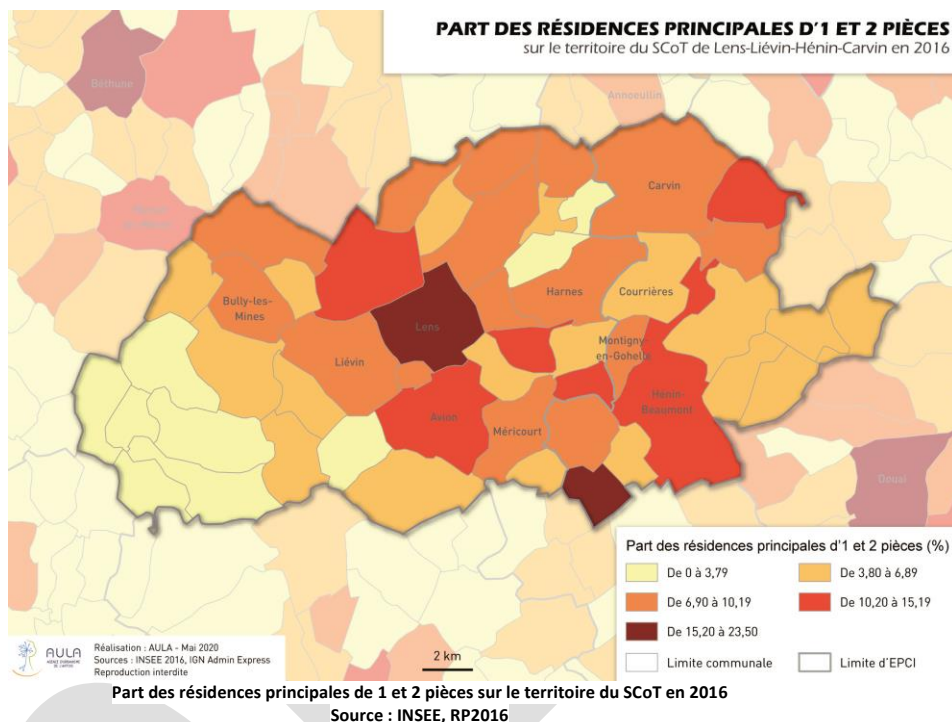 PART DES RÉSIDENCES PRINCIPALES D'1 ET 2 PIÈCES
sur le territoire du SCoT de Lens-Liévin-Hénin-Carvin en 2016
Béthune
Annoeullin
Carvin
Bully-les-
Mines
Lens
Harnes
Courrières
Liévin
Montigny-
en-Gohelle
Avion
Méricourt
Hénin-
Beaumont
Douai
Part des résidences principales d'1 et 2 pièces (%)
De 0 à 3,79
De 3,80 à 6,89
De 6,90 à 10,19
De 10,20 à 15,19
De 15,20 à 23,50
Limite communale
Limite d'EPCI
AULA
Réalisation : AULA - Mai 2020
Sources : INSEE 2016, IGN Admin Express
Reproduction interdite
2 km
Part des résidences principales de 1 et 2 pièces sur le territoire du SCoT en 2016
Source : INSEE, RP2016